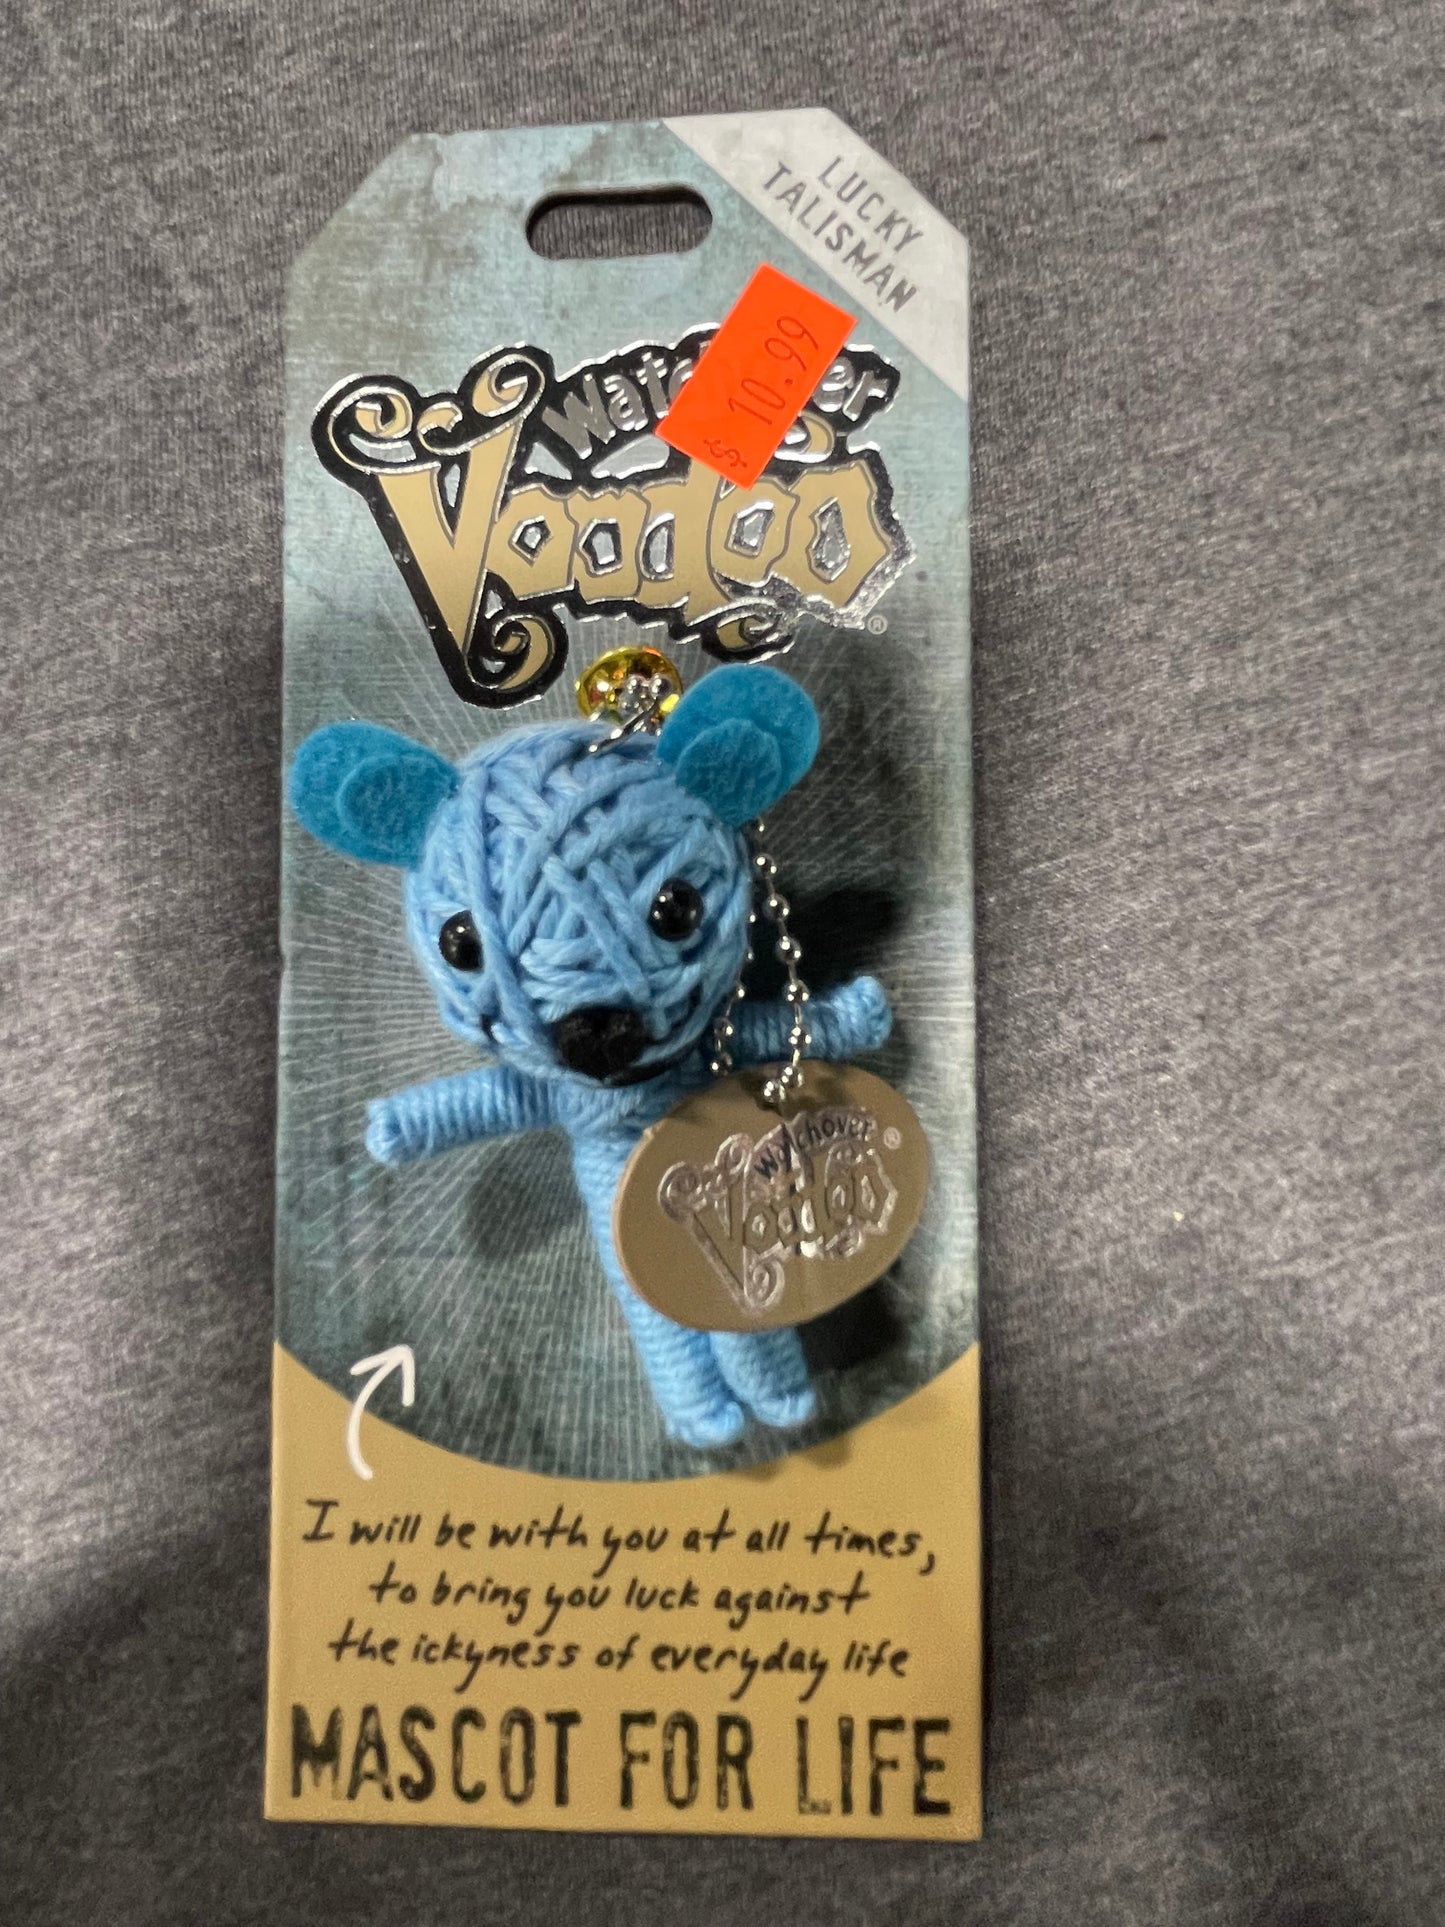 LUCKY
TALISMAN
$ 10.99
Voodoo®
watchover®
Voodoo
I will be with you at all times,
to bring you luck against
the ickyness of everyday life
MASCOT FOR LIFE